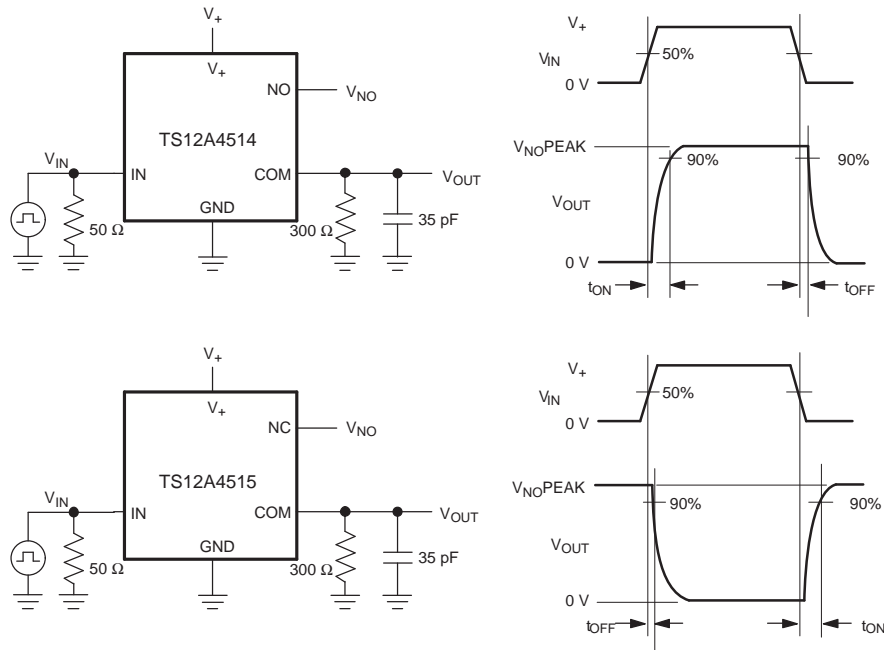 V+
V+
NO
VNO
TS12A4514
VIN
IN
COM
VOUT
GND
50 Ω
300 Ω
35 pF
V+
VIN
50%
0 V
VNOPEAK
90%
90%
VOUT
0 V
tON
tOFF
V+
V+
NC
VNO
TS12A4515
VIN
IN
COM
VOUT
GND
50 Ω
300 Ω
35 pF
V+
VIN
50%
0 V
VNOPEAK
90%
90%
VOUT
0 V
tOFF
tON